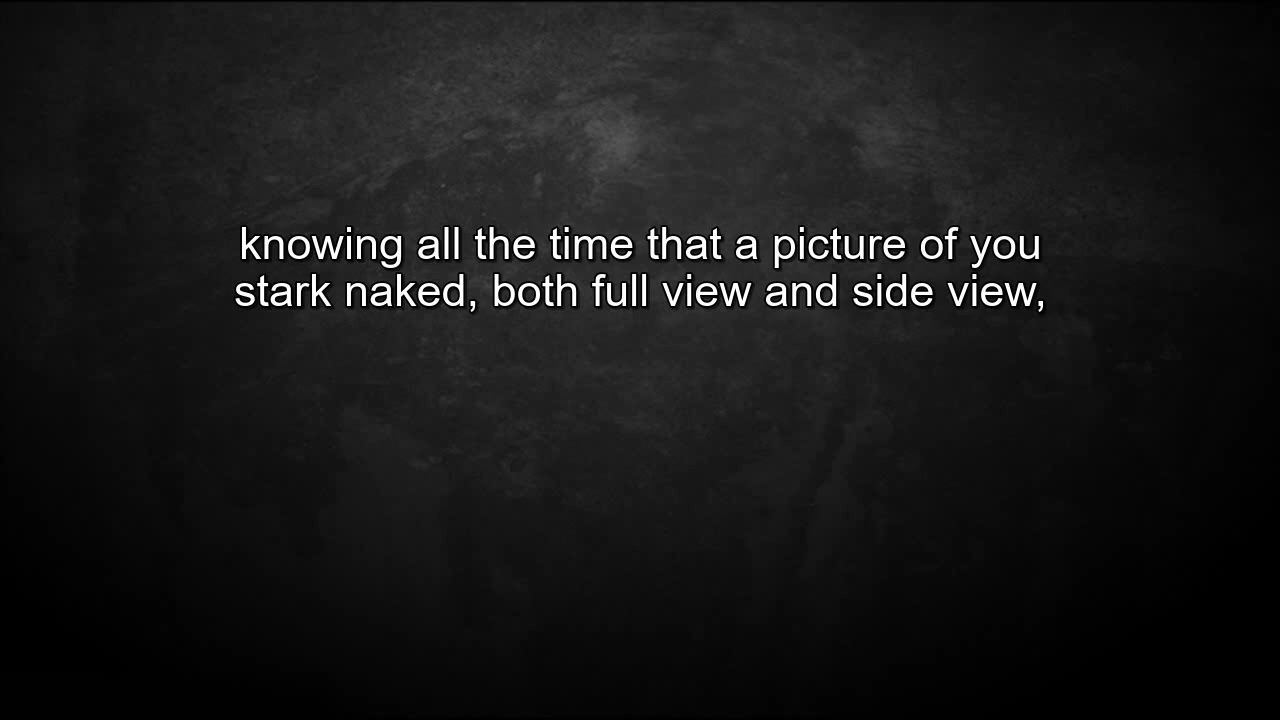 knowing all the time that a picture of you
stark naked, both full view and side view,